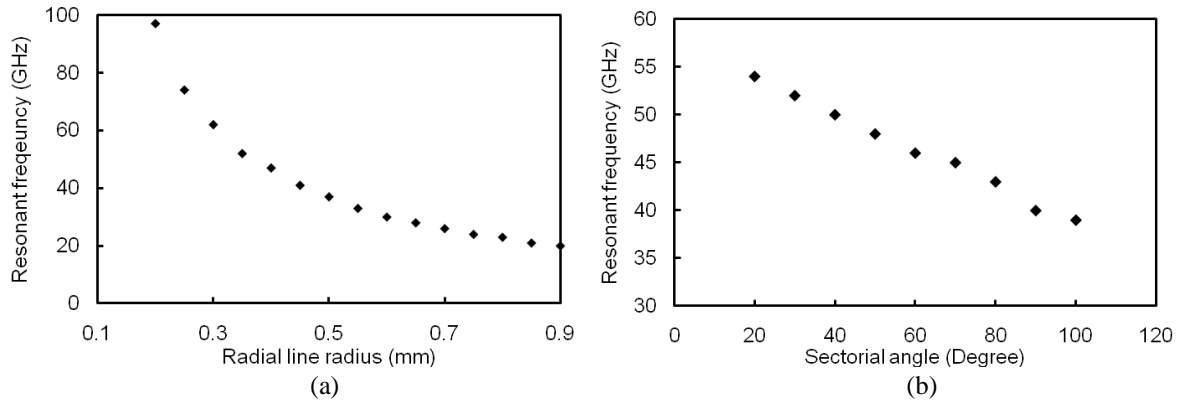 100
80
60
40
20
0
Resonant freqeuncy (GHz)
0.1 0.3 0.5 0.7 0.9
Radial line radius (mm)
(a)
60
55
50
45
40
35
30
Resonant frequency (GHz)
0 20 40 60 80 100 120
Sectorial angle (Degree)
(b)